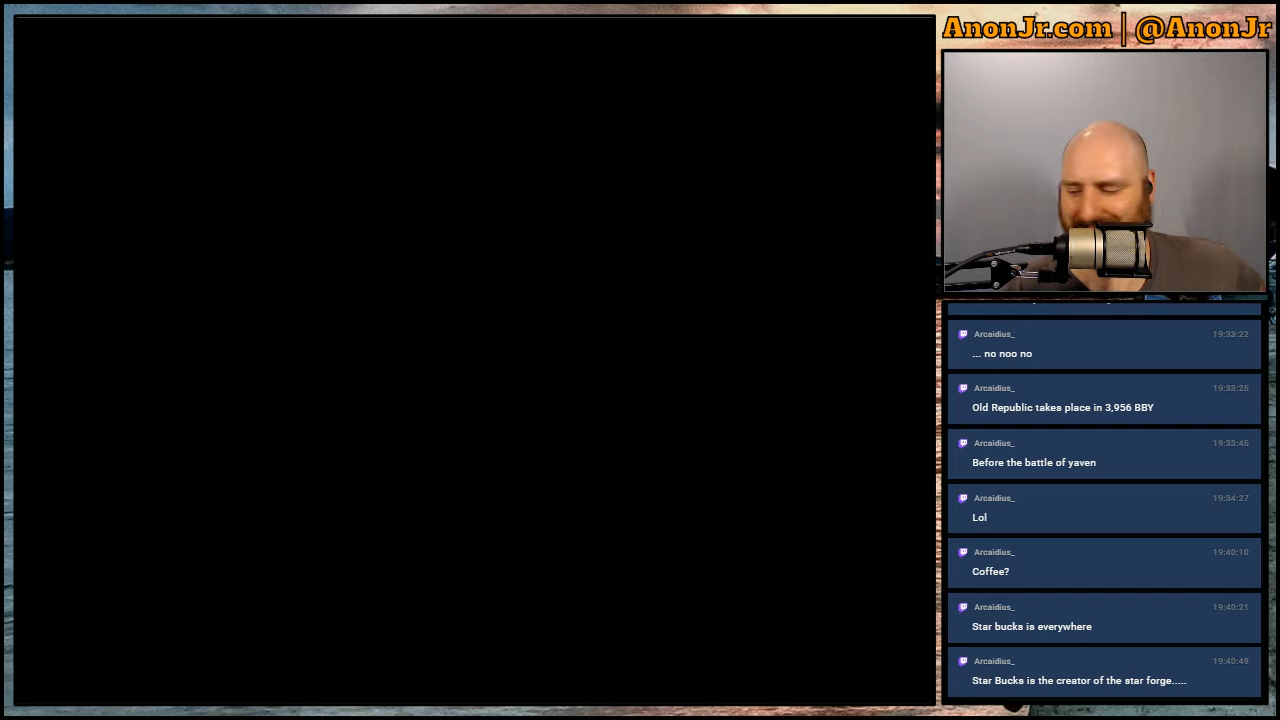 AnonJr.com | @AnonJr
Arcaidius_ 19:33:22
... no noo no
Arcaidius_ 19:33:25
Old Republic takes place in 3,956 BBY
Arcaidius_ 19:33:45
Before the battle of yaven
Arcaidius_ 19:34:27
Lol
Arcaidius_ 19:40:10
Coffee?
Arcaidius_ 19:40:21
Star bucks is everywhere
Arcaidius_ 19:40:49
Star Bucks is the creator of the star forge.....